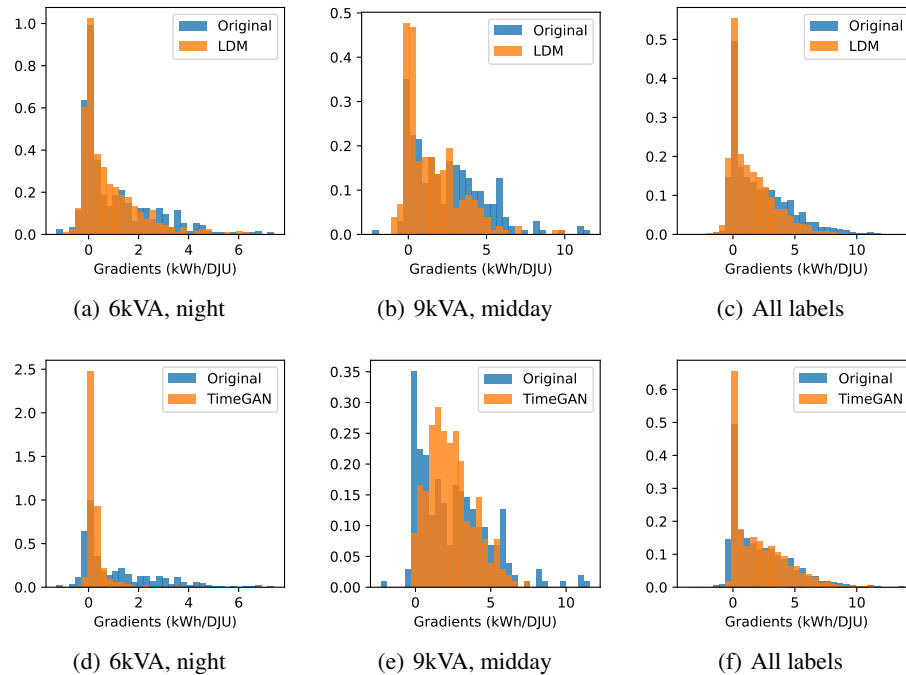 1.0
0.8
0.6
0.4
0.2
0.0
0 2 4 6
Gradients (kWh/DJU)
Original
LDM
(a) 6kVA, night
0.5
0.4
0.3
0.2
0.1
0.0
0 5 10
Gradients (kWh/DJU)
Original
LDM
(b) 9kVA, midday
0.5
0.4
0.3
0.2
0.1
0.0
0 5 10
Gradients (kWh/DJU)
Original
LDM
(c) All labels
2.5
2.0
1.5
1.0
0.5
0.0
0 2 4 6
Gradients (kWh/DJU)
Original
TimeGAN
(d) 6kVA, night
0.35
0.30
0.25
0.20
0.15
0.10
0.05
0.00
0 5 10
Gradients (kWh/DJU)
Original
TimeGAN
(e) 9kVA, midday
0.6
0.5
0.4
0.3
0.2
0.1
0.0
0 5 10
Gradients (kWh/DJU)
Original
TimeGAN
(f) All labels